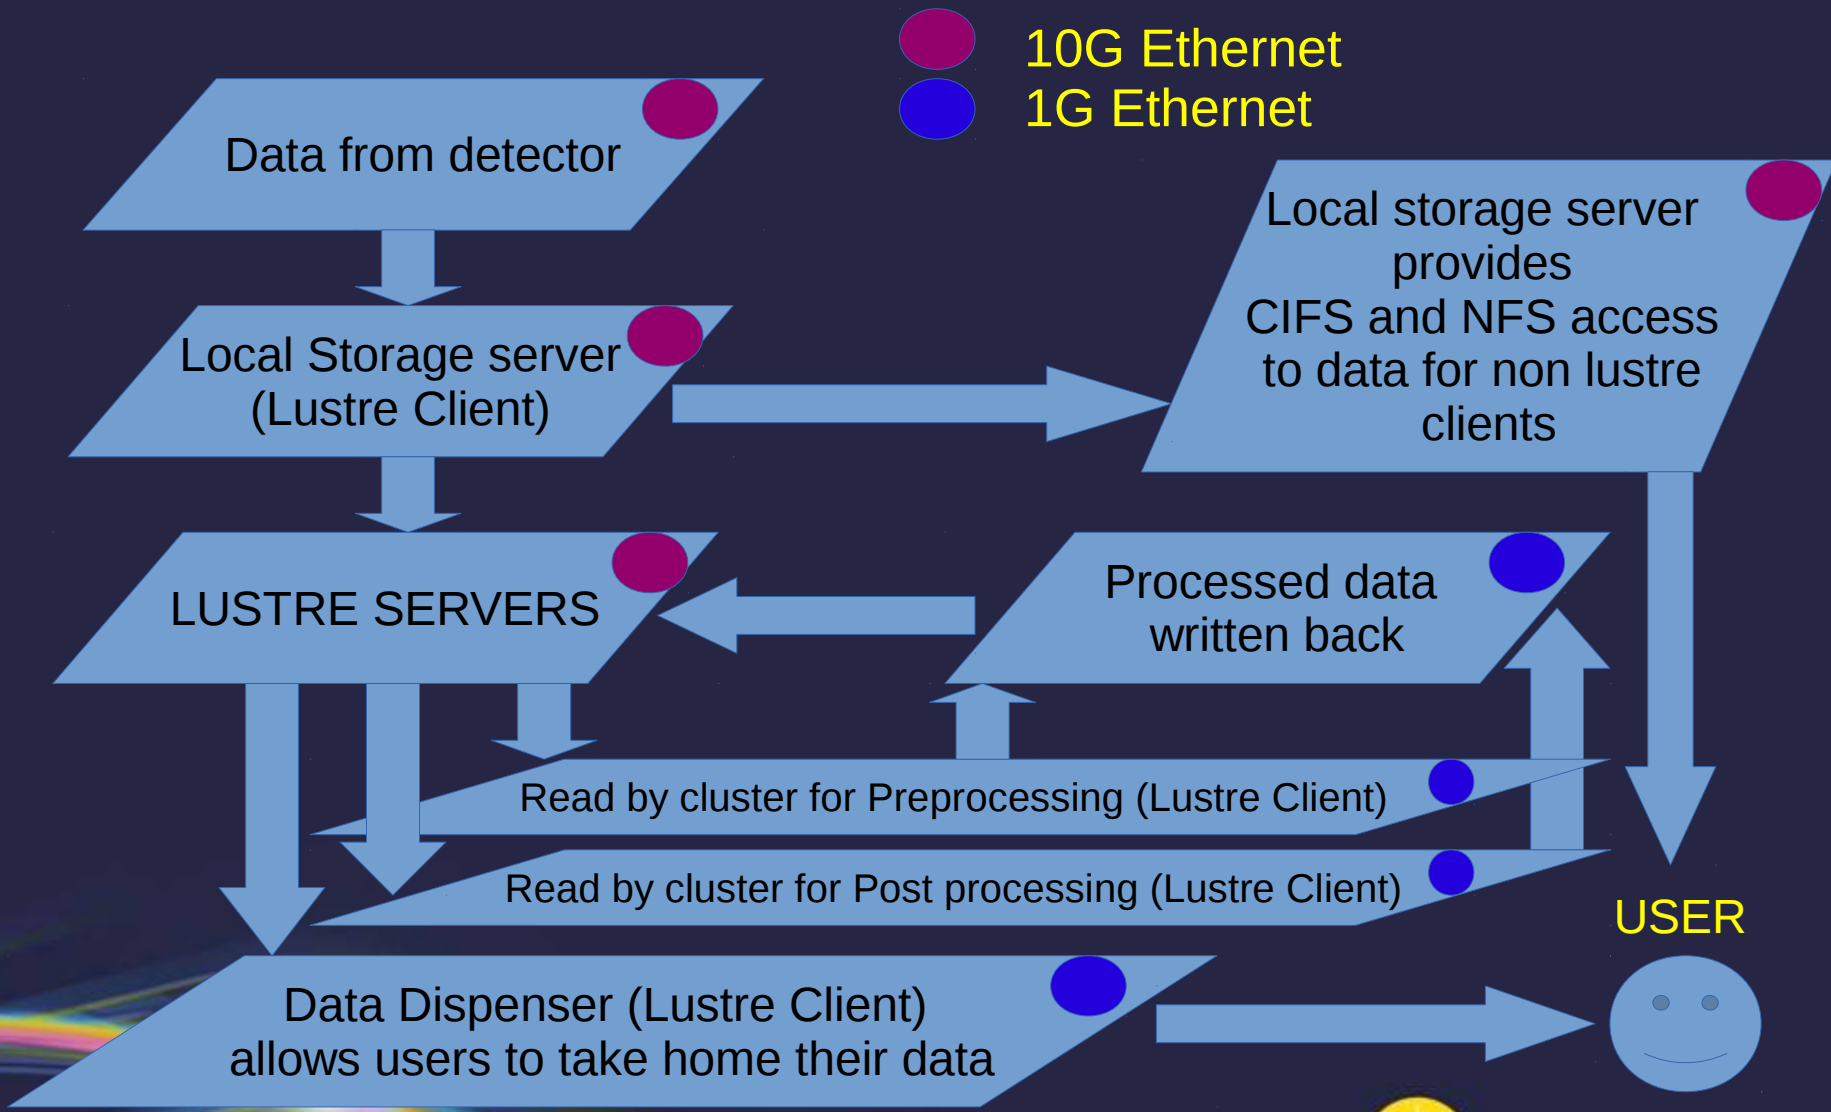 10G Ethernet
1G Ethernet
Data from detector
Local storage server
provides
CIFS and NFS access
to data for non lustre
clients
Local Storage server
(Lustre Client)
LUSTRE SERVERS
Processed data
written back
Read by cluster for Preprocessing (Lustre Client)
Read by cluster for Post processing (Lustre Client)
USER
Data Dispenser (Lustre Client)
allows users to take home their data